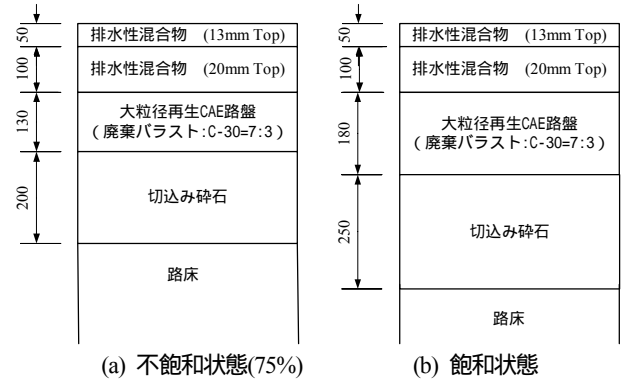 50
排水性混合物 (13mm Top)
100
排水性混合物 (20mm Top)
130
大粒径再生CAE路盤
(廃棄バラスト:C-30=7:3)
200
切込み砕石
路床
(a) 不飽和状態(75%)
50
排水性混合物 (13mm Top)
100
排水性混合物 (20mm Top)
180
大粒径再生CAE路盤
(廃棄バラスト:C-30=7:3)
250
切込み砕石
路床
(b) 飽和状態